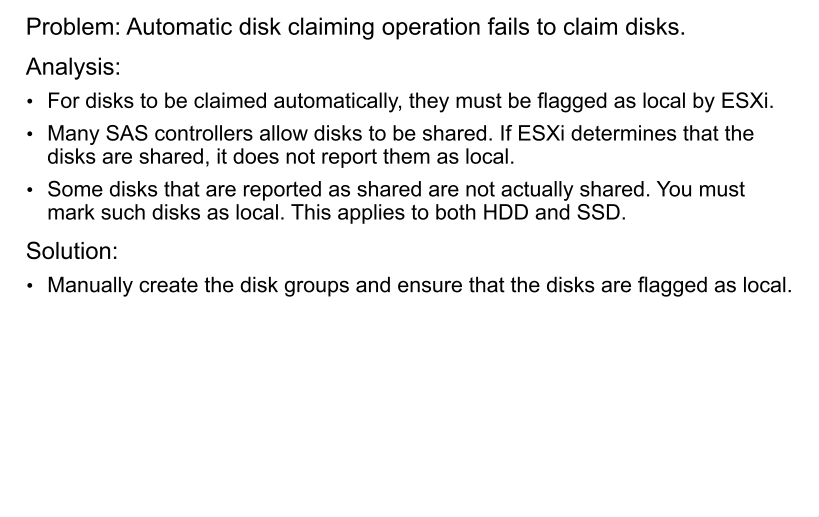 Problem: Automatic disk claiming operation fails to claim disks.
Analysis:
• For disks to be claimed automatically, they must be flagged as local by ESXi.
• Many SAS controllers allow disks to be shared. If ESXi determines that the
disks are shared, it does not report them as local.
• Some disks that are reported as shared are not actually shared. You must
mark such disks as local. This applies to both HDD and SSD.
Solution:
• Manually create the disk groups and ensure that the disks are flagged as local.